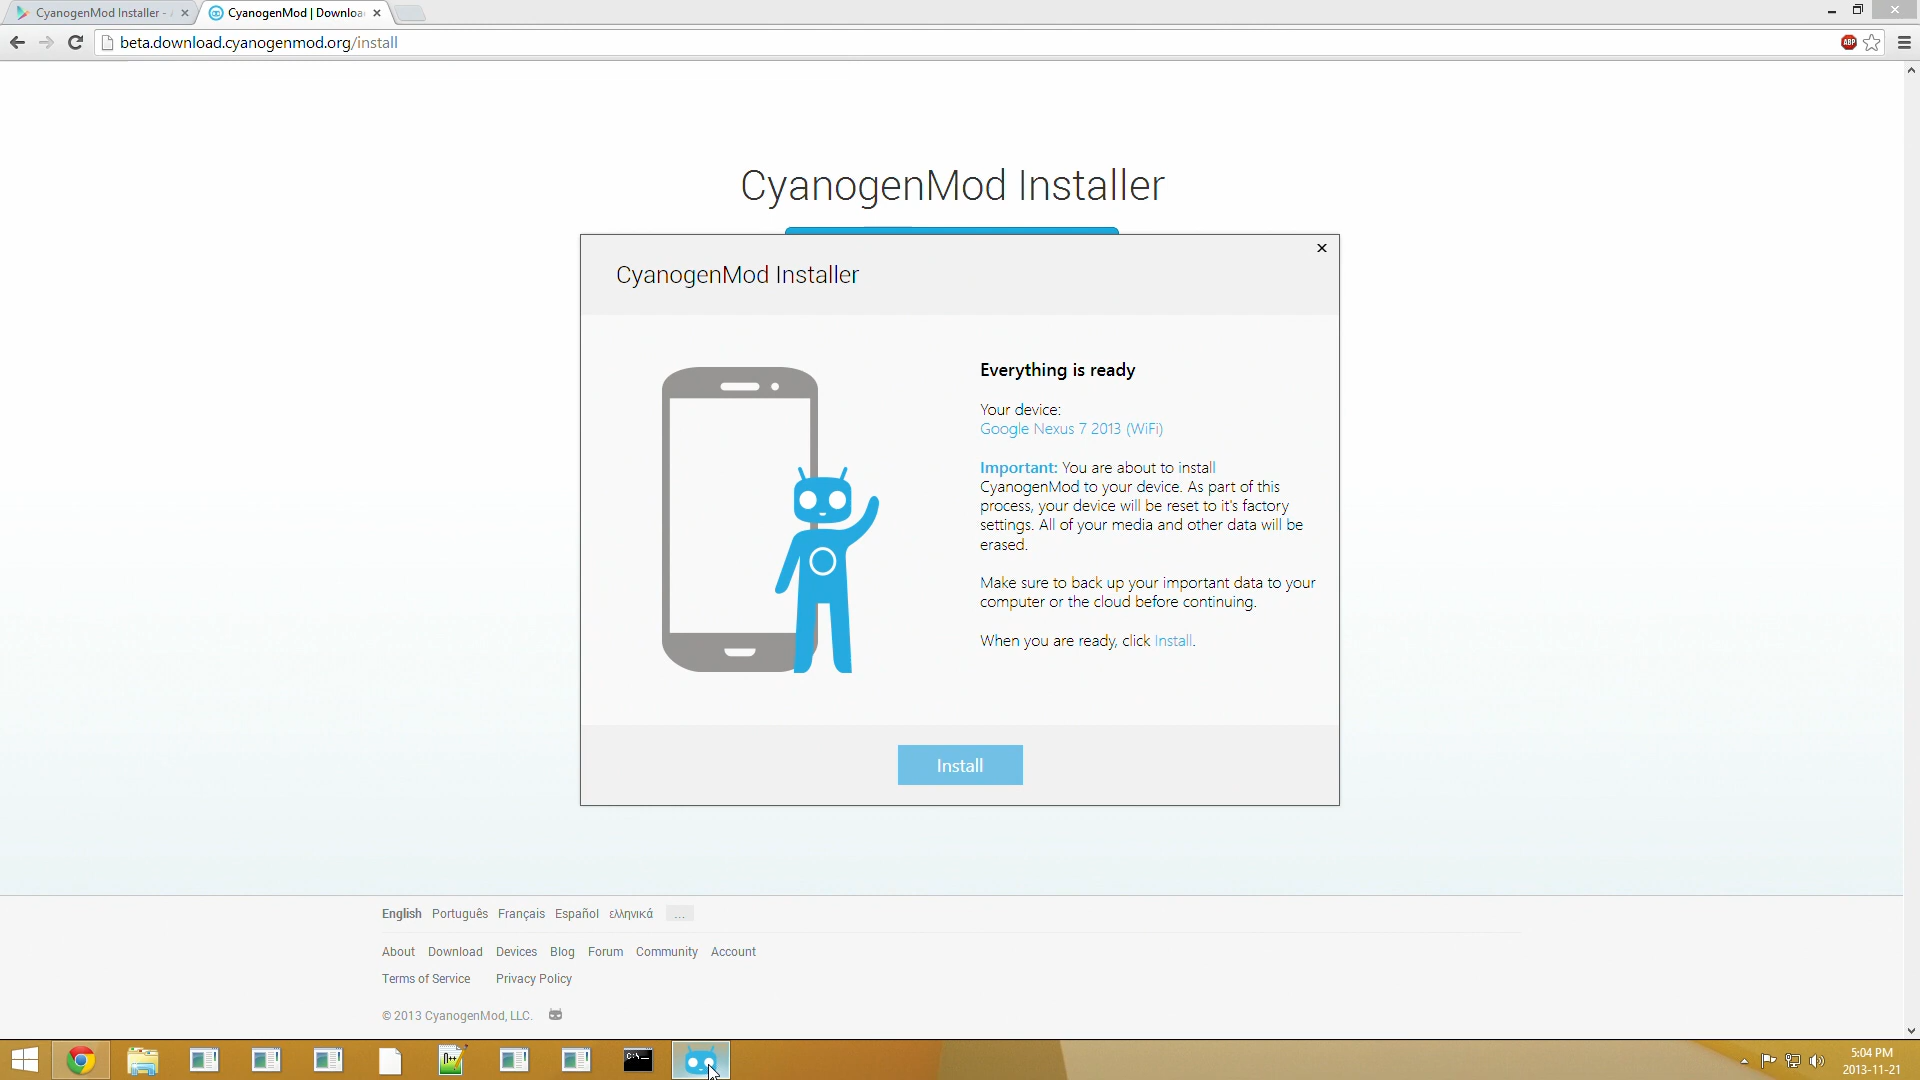 CyanogenMod Installer -
CyanogenMod | Downloa
beta.download.cyanogenmod.org/install
ABP
CyanogenMod Installer
CyanogenMod Installer
Everything is ready
Your device:
Google Nexus 7 2013 (WiFi)
Important: You are about to install
CyanogenMod to your device. As part of this
process, your device will be reset to it's factory
settings. All of your media and other data will be
erased.
Make sure to back up your important data to your
computer or the cloud before continuing.
When you are ready, click Install.
Install
English Português Français Español ελληνικά ...
About Download Devices Blog Forum Community Account
Terms of Service Privacy Policy
© 2013 CyanogenMod, LLC.
5:04 PM
2013-11-21